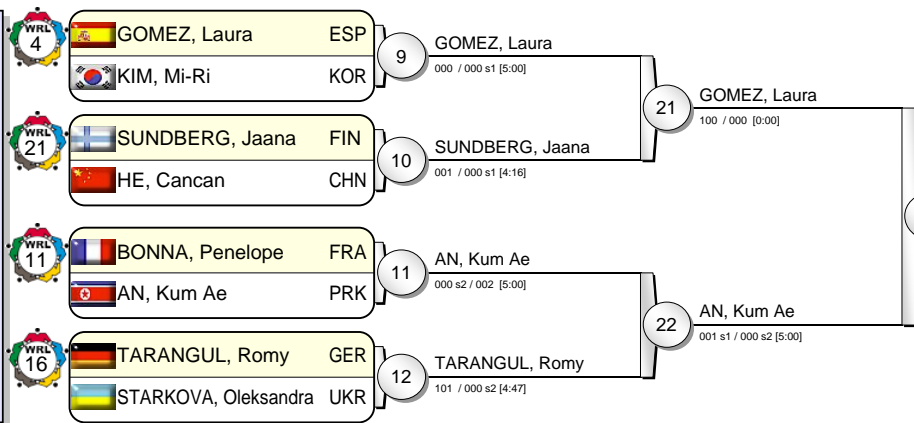 WRL
4
GOMEZ, Laura ESP
KIM, Mi-Ri KOR
9
GOMEZ, Laura
000 / 000 s1 [5:00]
WRL
21
SUNDBERG, Jaana FIN
HE, Cancan CHN
10
SUNDBERG, Jaana
001 / 000 s1 [4:16]
21
GOMEZ, Laura
100 / 000 [0:00]
WRL
11
BONNA, Penelope FRA
AN, Kum Ae PRK
11
AN, Kum Ae
000 s2 / 002 [5:00]
WRL
16
TARANGUL, Romy GER
STARKOVA, Oleksandra UKR
12
TARANGUL, Romy
101 / 000 s2 [4:47]
22
AN, Kum Ae
001 s1 / 000 s2 [5:00]